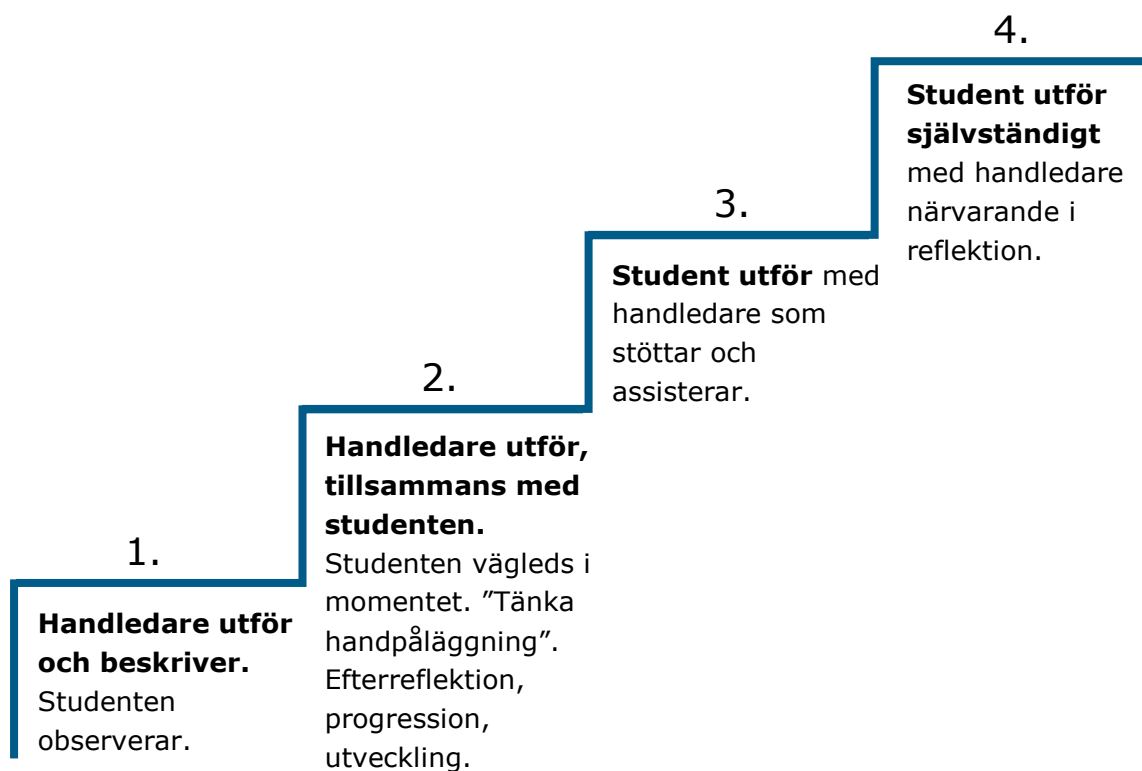 1.
Handledare utför
och beskriver.
Studenten
observerar.
2.
Handledare utför,
tillsammans med
studenten.
Studenten vägleds i
momentet. ”Tänka
handpåläggning”.
Efterreflektion,
progression,
utveckling.
3.
Student utför med
handledare som
stöttar och
assisterar.
4.
Student utför
självständigt
med handledare
närvarande i
reflektion.